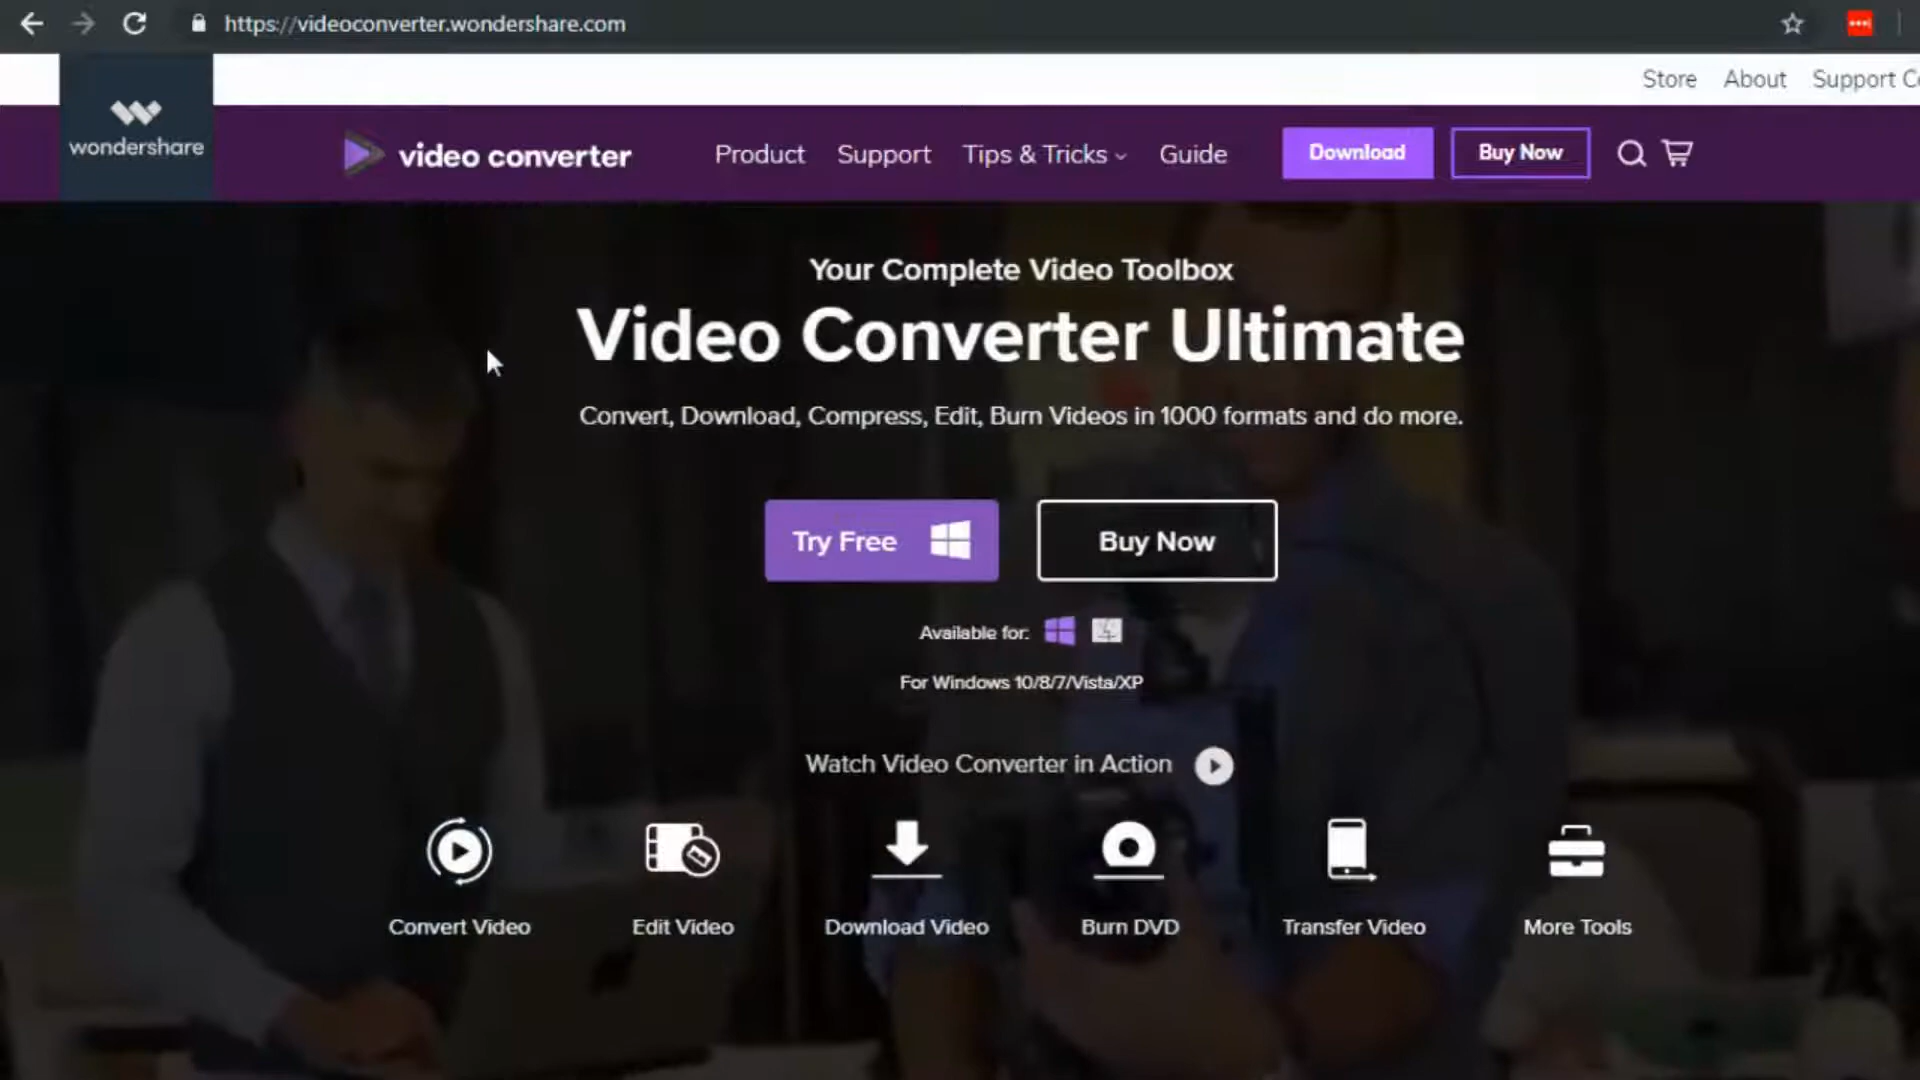 https://videoconverter.wondershare.com
Store About Support
wondershare
video converter Product Support Tips & Tricks Guide Download Buy Now
Your Complete Video Toolbox
Video Converter Ultimate
Convert, Download, Compress, Edit, Burn Videos in 1000 formats and do more.
Try Free Buy Now
Available for:
For Windows 10/8/7/Vista/XP
Watch Video Converter in Action
Convert Video Edit Video Download Video Burn DVD Transfer Video More Tools